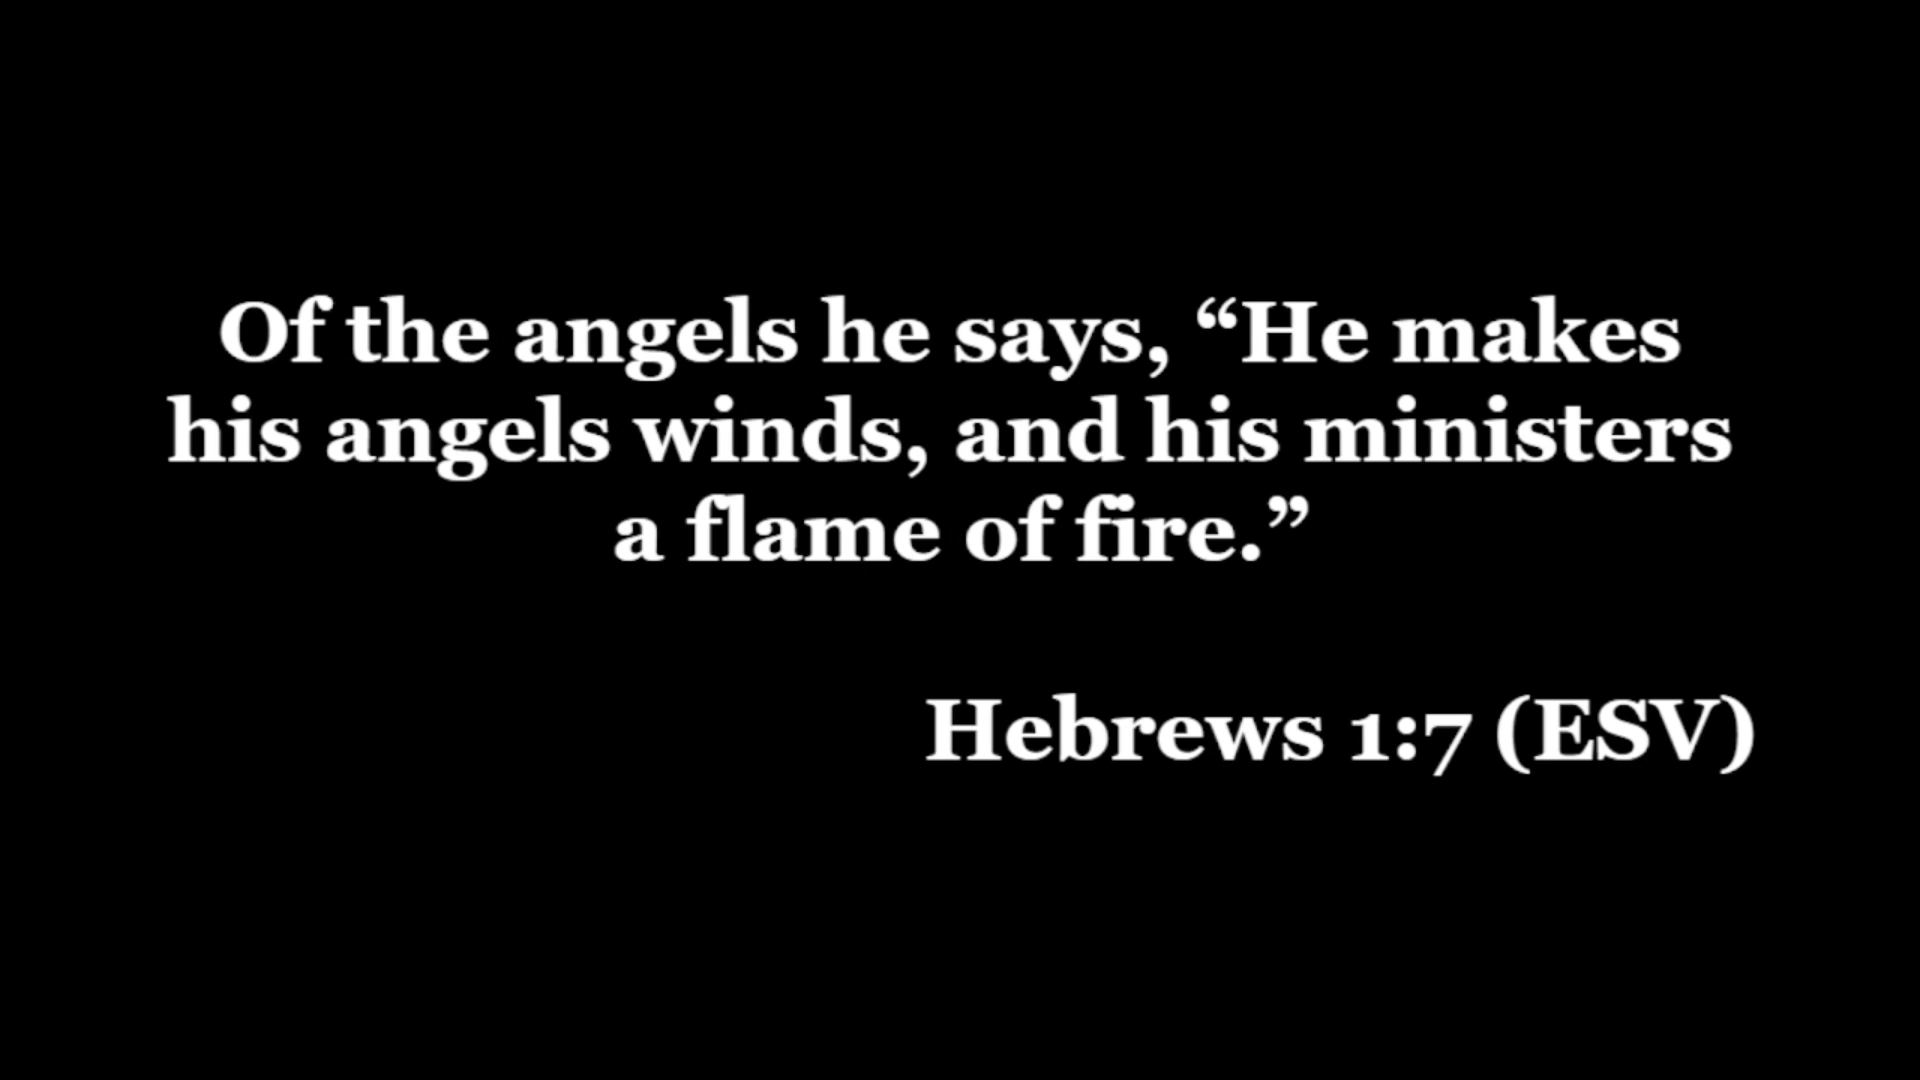 Of the angels he says, “He makes
his angels winds, and his ministers
a flame of fire.”
Hebrews 1:7 (ESV)